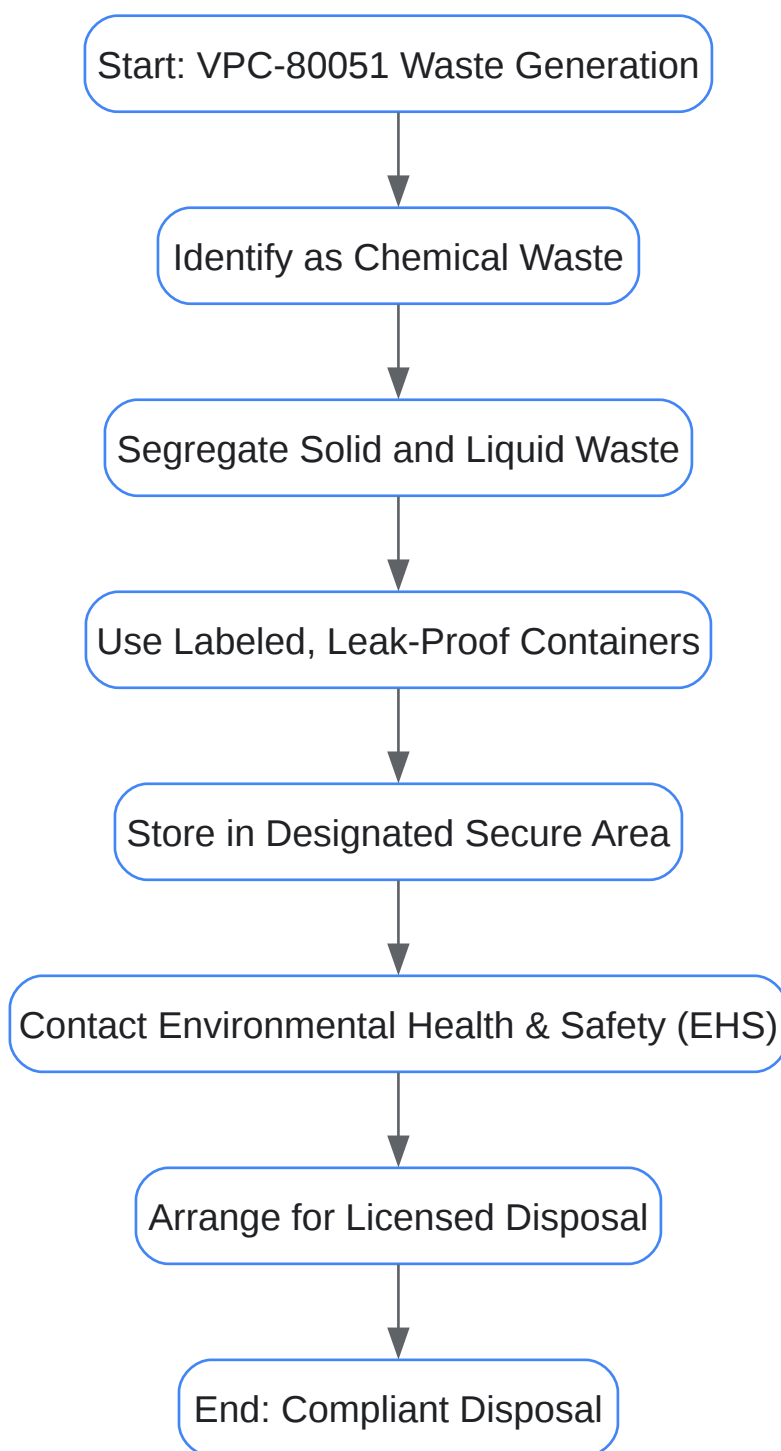 Start: VPC-80051 Waste Generation
Identify as Chemical Waste
Segregate Solid and Liquid Waste
Use Labeled, Leak-Proof Containers
Store in Designated Secure Area
Contact Environmental Health & Safety (EHS)
Arrange for Licensed Disposal
End: Compliant Disposal